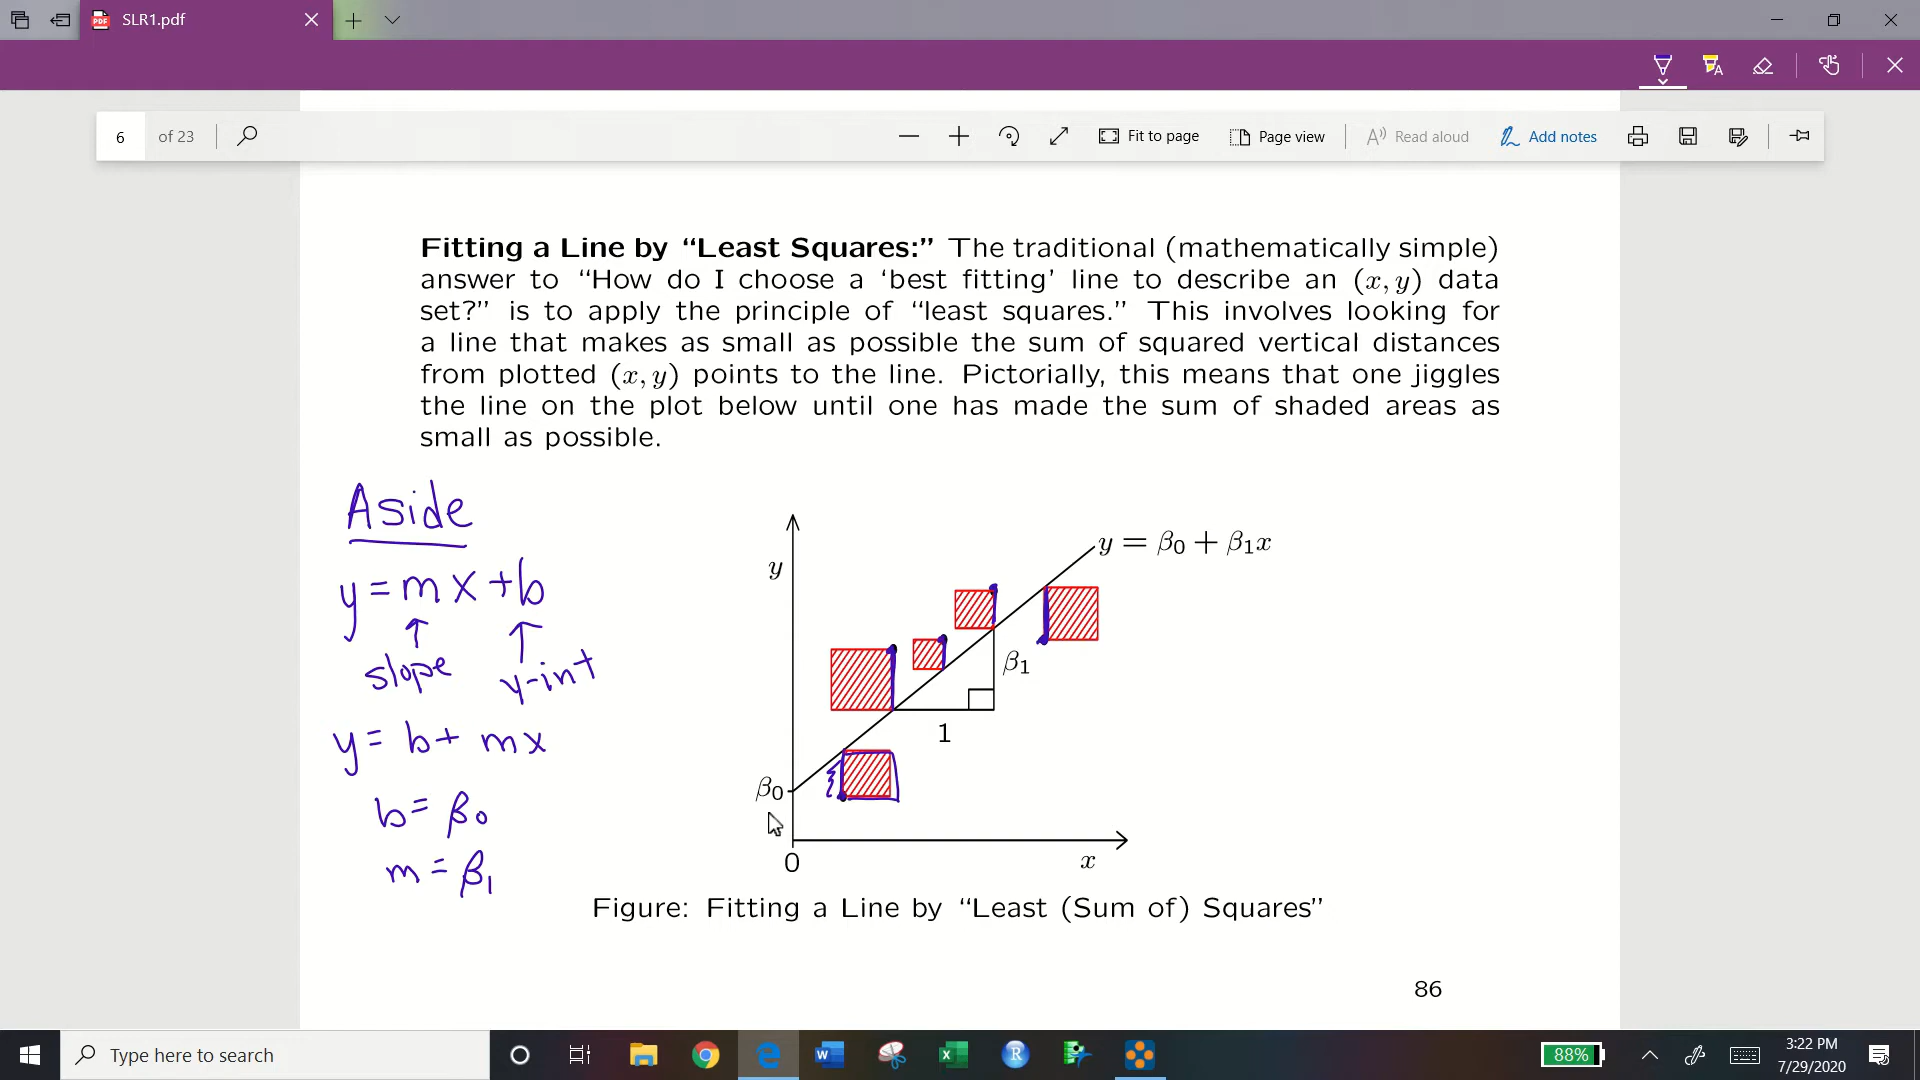 SLR1.pdf
6 of 23 Fit to page Page view Read aloud Add notes
Fitting a Line by “Least Squares:” The traditional (mathematically simple)
answer to “How do I choose a ‘best fitting’ line to describe an (x, y) data
set?” is to apply the principle of “least squares.” This involves looking for
a line that makes as small as possible the sum of squared vertical distances
from plotted (x, y) points to the line. Pictorially, this means that one jiggles
the line on the plot below until one has made the sum of shaded areas as
small as possible.
Aside
y = mx + b
slope y-int
y = b + mx
b = β0
m = β1
y
y = β0 + β1x
β1
1
β0
0
x
Figure: Fitting a Line by “Least (Sum of) Squares”
86
Type here to search
88%
3:22 PM
7/29/2020